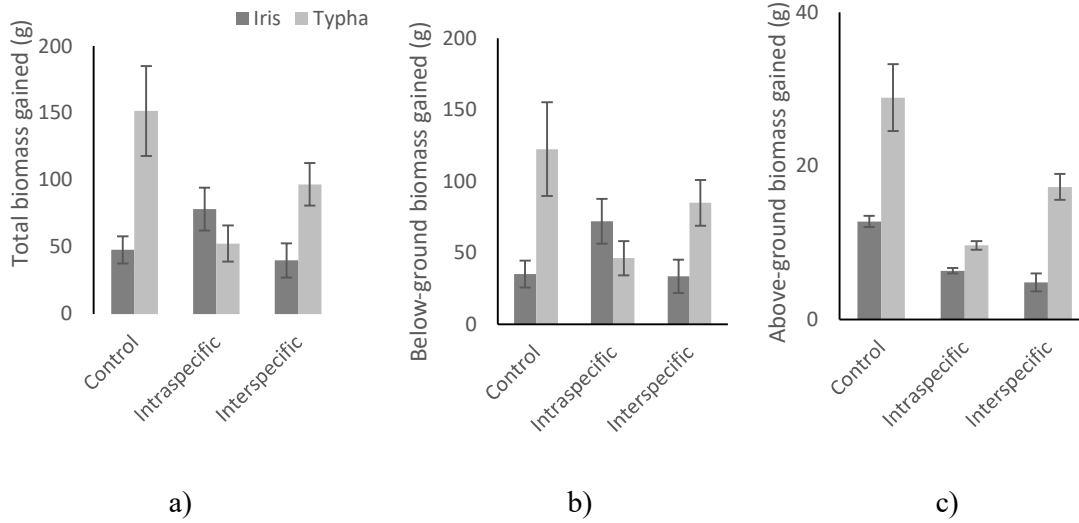 Iris Typha
Total biomass gained (g)
200
150
100
50
0
Control
Intraspecific
Interspecific
a)
Below-ground biomass gained (g)
200
150
100
50
0
Control
Intraspecific
Interspecific
b)
Above-ground biomass gained (g)
40
20
0
Control
Intraspecific
Interspecific
c)